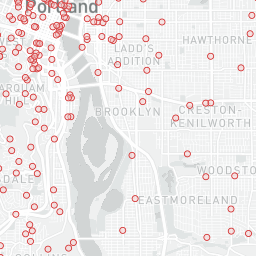 Portland
HAWTHORNE
LADD'S
ADDITION
BROOKLYN
CRESTON-
KENILWORTH
WOODSTO
EASTMORELAND